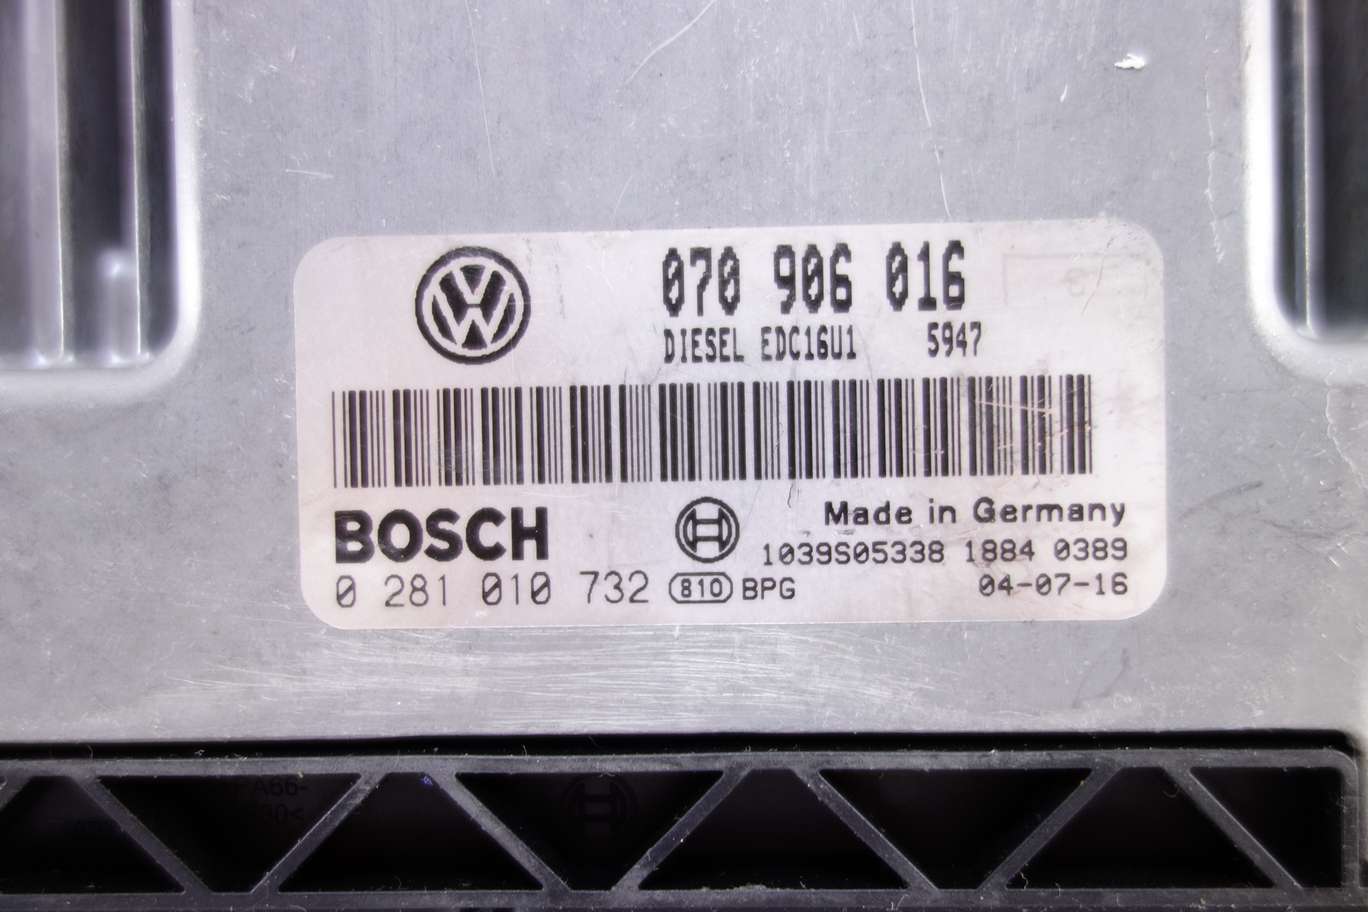 070 906 016
DIESEL EDC16U1 5947
BOSCH
Made in Germany
1039S05338 1884 0389
0 281 010 732 810 BPG 04-07-16